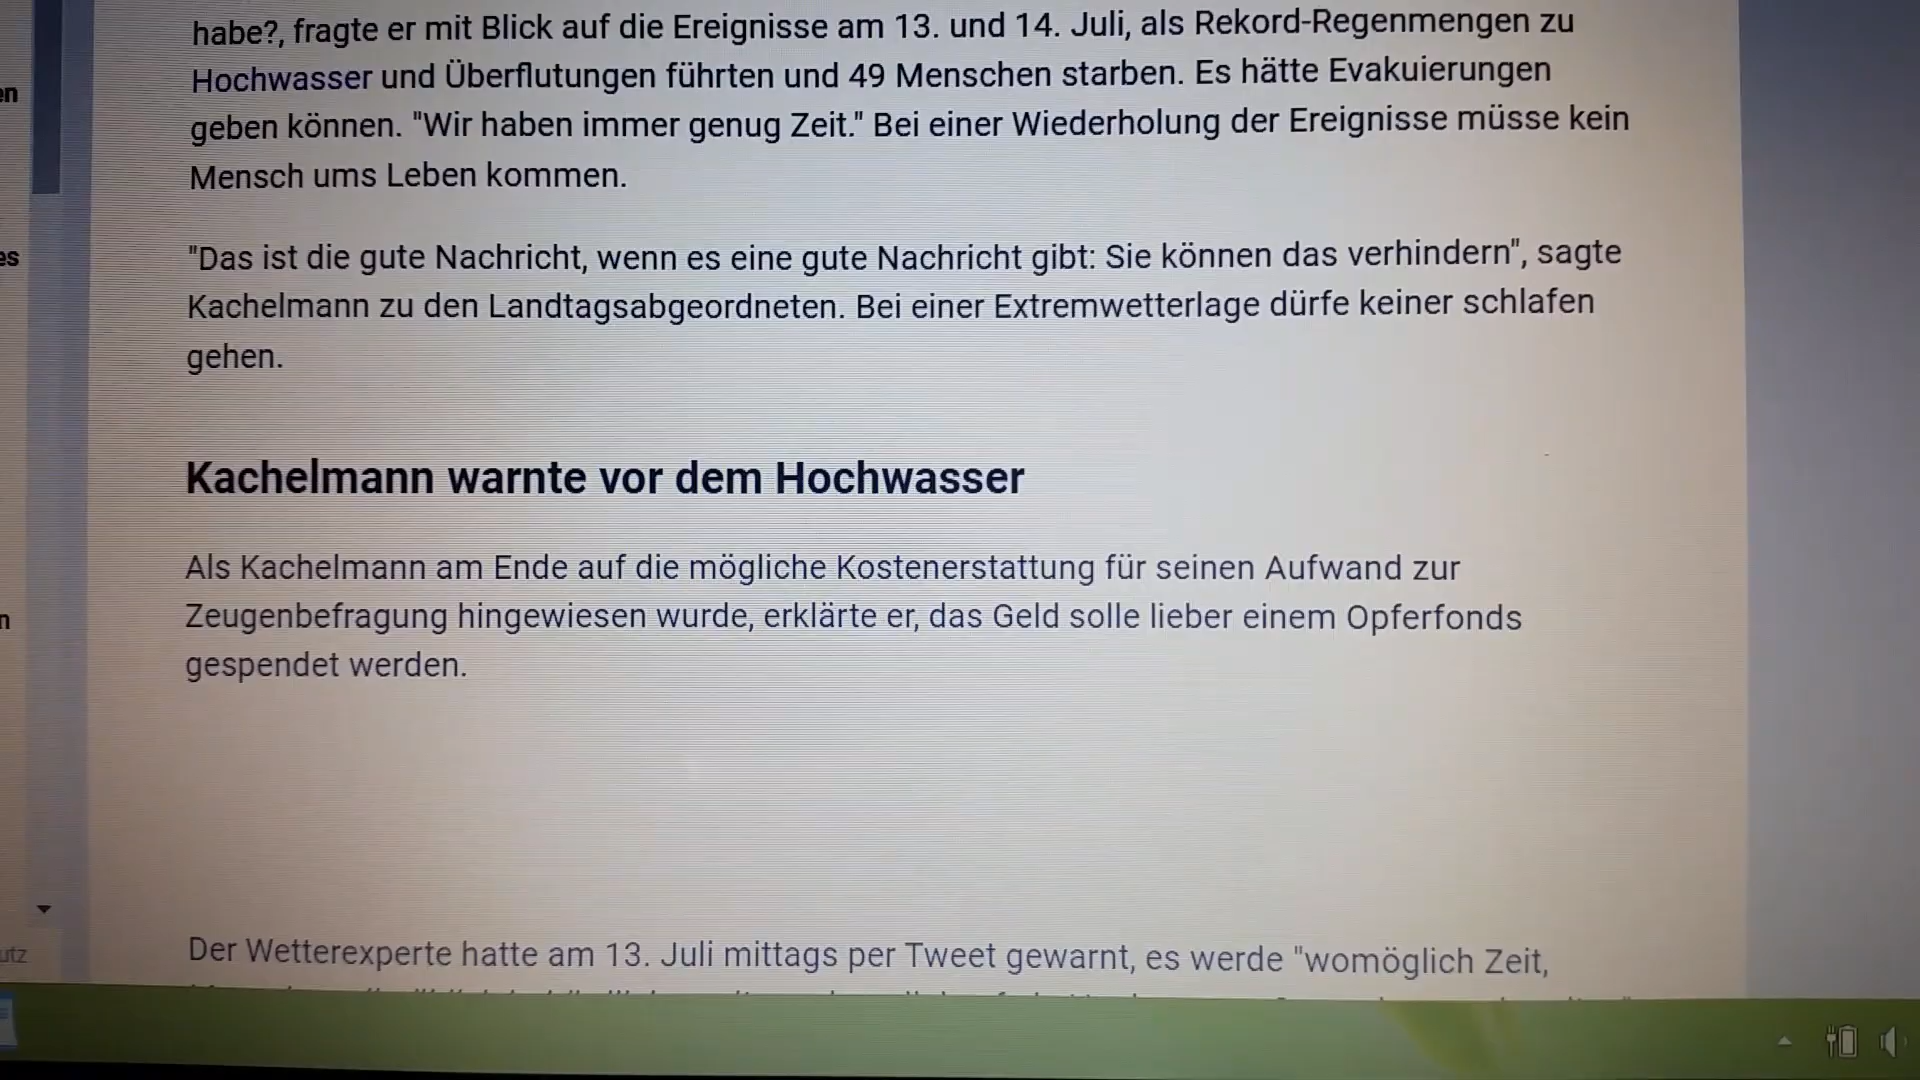 habe?, fragte er mit Blick auf die Ereignisse am 13. und 14. Juli, als Rekord-Regenmengen zu
Hochwasser und Überflutungen führten und 49 Menschen starben. Es hätte Evakuierungen
geben können. "Wir haben immer genug Zeit." Bei einer Wiederholung der Ereignisse müsse kein
Mensch ums Leben kommen.
"Das ist die gute Nachricht, wenn es eine gute Nachricht gibt: Sie können das verhindern", sagte
Kachelmann zu den Landtagsabgeordneten. Bei einer Extremwetterlage dürfe keiner schlafen
gehen.
Kachelmann warnte vor dem Hochwasser
Als Kachelmann am Ende auf die mögliche Kostenerstattung für seinen Aufwand zur
Zeugenbefragung hingewiesen wurde, erklärte er, das Geld solle lieber einem Opferfonds
gespendet werden.
Der Wetterexperte hatte am 13. Juli mittags per Tweet gewarnt, es werde "womöglich Zeit,